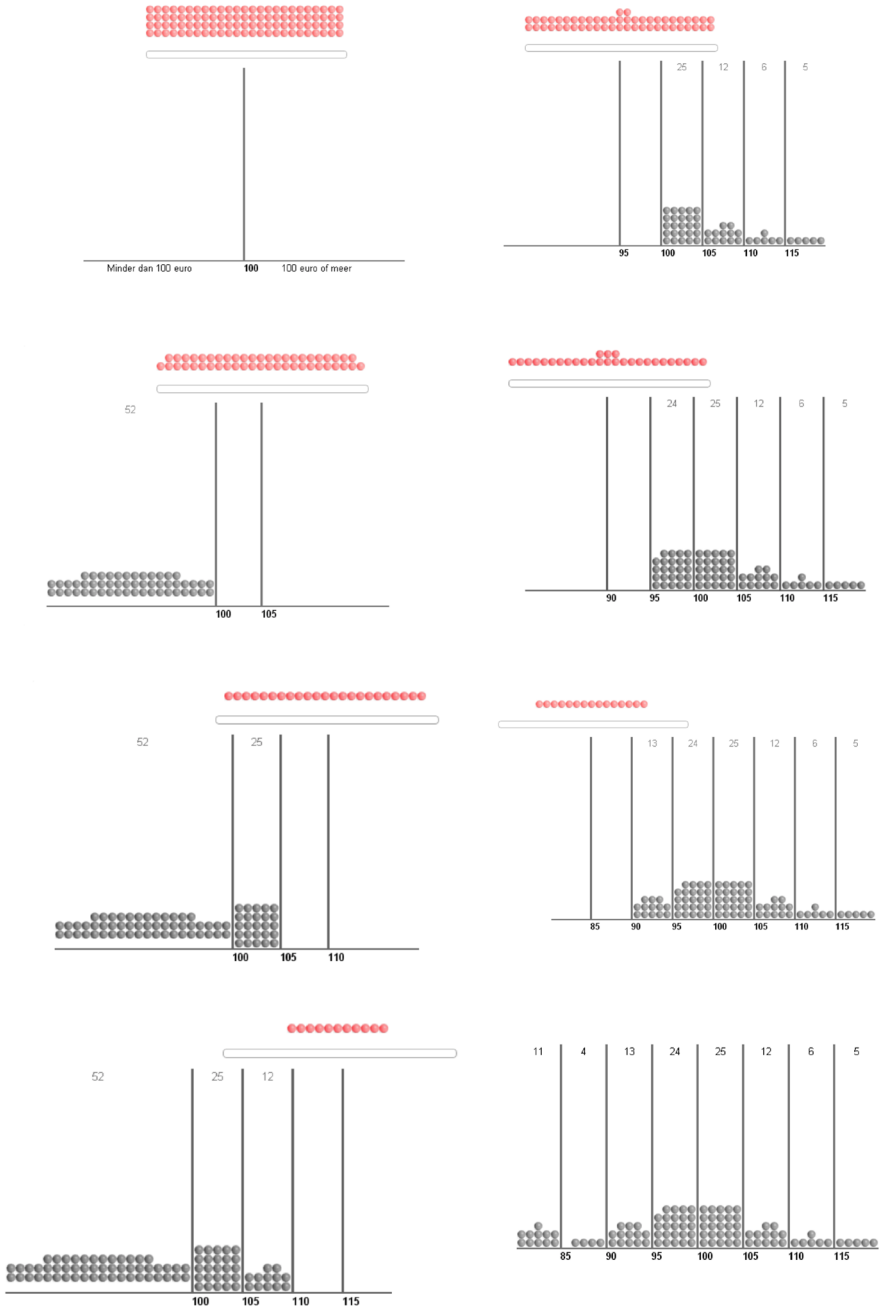 Minder dan 100 euro 100 100 euro of meer
25 12 6 5
95 100 105 110 115
52
100 105
24 25 12 6 5
90 95 100 105 110 115
52 25
100 105 110
13 24 25 12 6 5
85 90 95 100 105 110 115
52 25 12
100 105 110 115
11 4 13 24 25 12 6 5
85 90 95 100 105 110 115